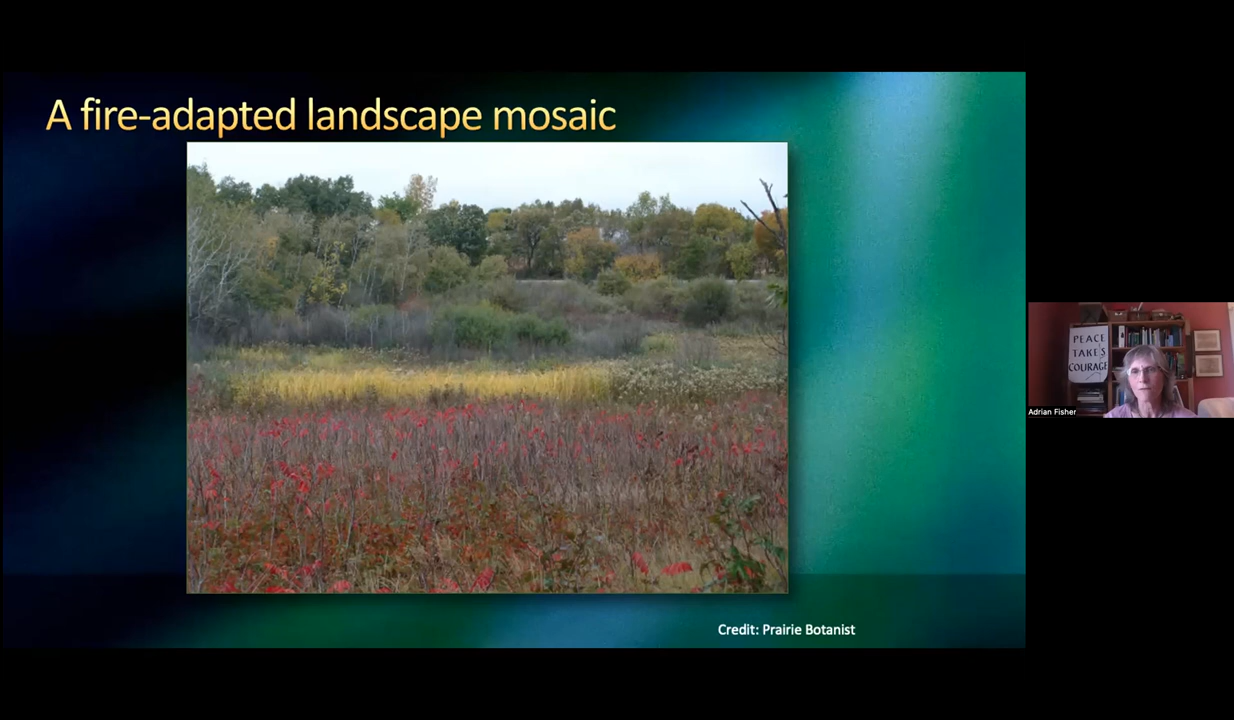 A fire-adapted landscape mosaic
Credit: Prairie Botanist
PEACE
TAKES
COURAGE
Adrian Fisher